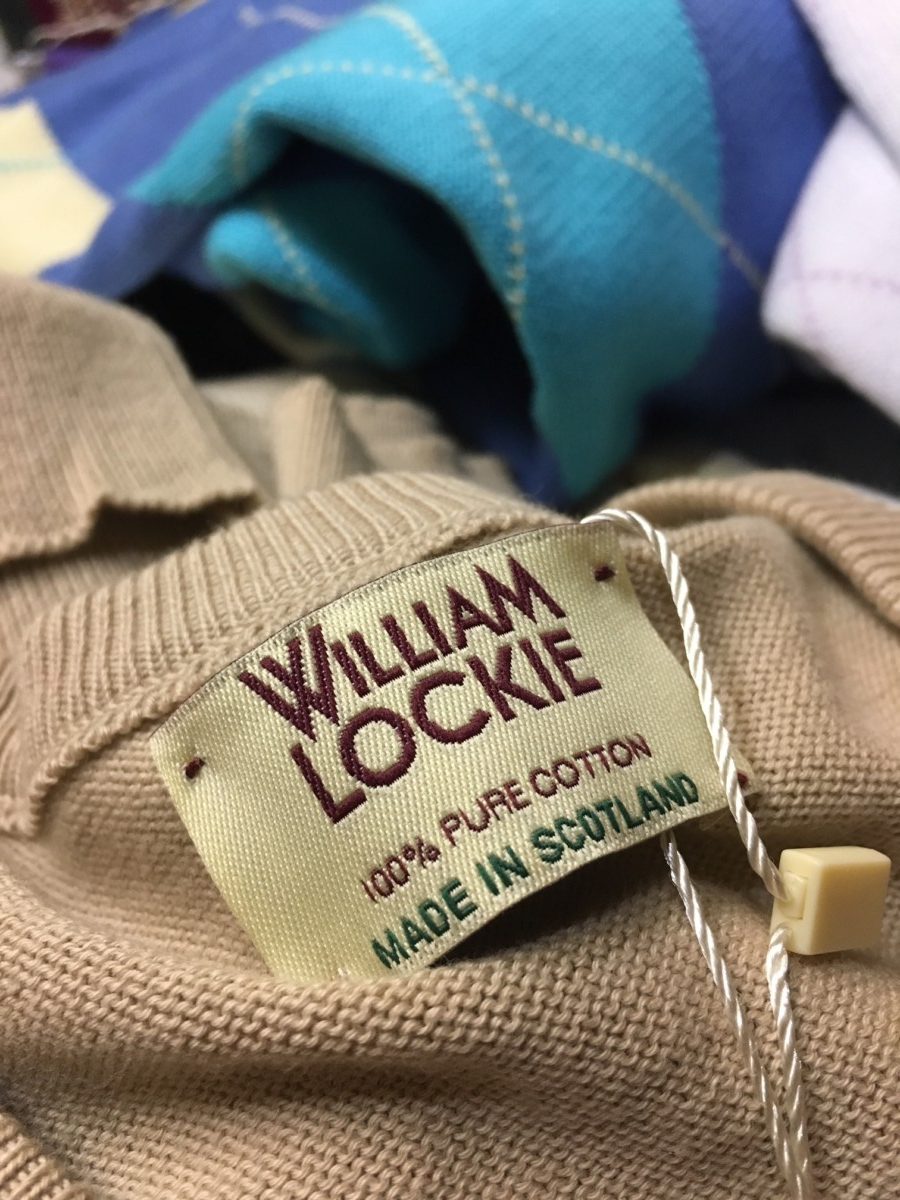 WILLIAM
LOCKIE
100% PURE COTTON
MADE IN SCOTLAND